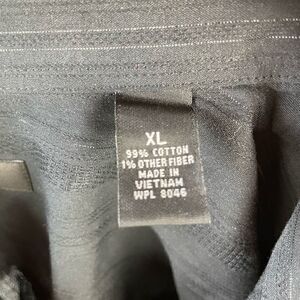 XL
99% COTTON
1% OTHER FIBER
MADE IN
VIETNAM
WPL 8046